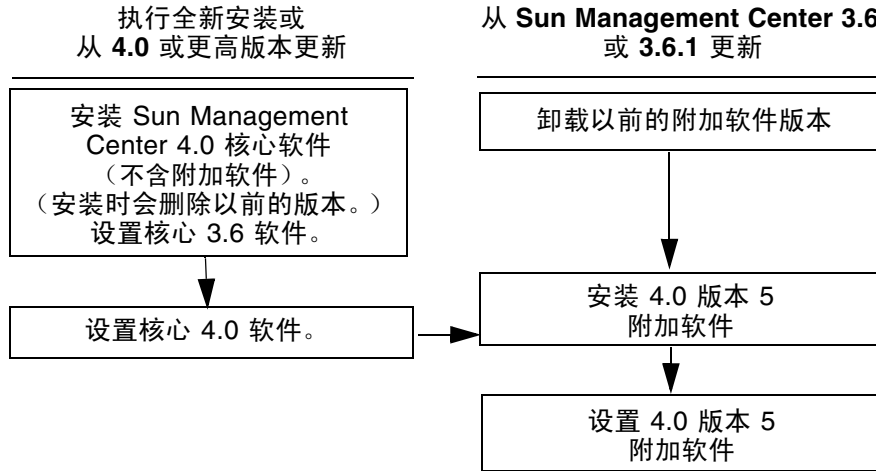 执行全新安装或
从 4.0 或更高版本更新
安装 Sun Management
Center 4.0 核心软件
（不含附加软件）。
（安装时会删除以前的版本。）
设置核心 3.6 软件。
设置核心 4.0 软件。
从 Sun Management Center 3.6
或 3.6.1 更新
卸载以前的附加软件版本
安装 4.0 版本 5
附加软件
设置 4.0 版本 5
附加软件